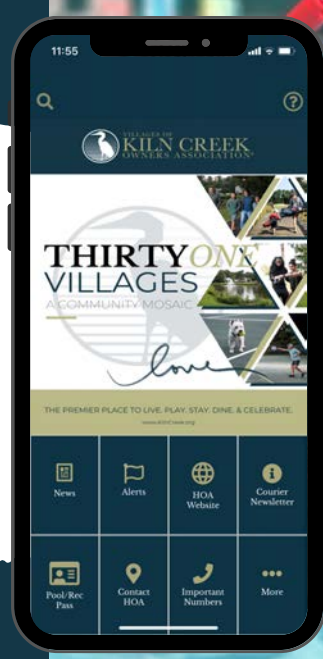 11:55
VILLAGES OF
KILN CREEK
OWNERS ASSOCIATION
THIRTYONE
VILLAGES
A COMMUNITY MOSAIC
love
THE PREMIER PLACE TO LIVE. PLAY. STAY. DINE. & CELEBRATE.
www.KilnCreek.org
News
Alerts
HOA
Website
Courier
Newsletter
Pool/Rec
Pass
Contact
HOA
Important
Numbers
More